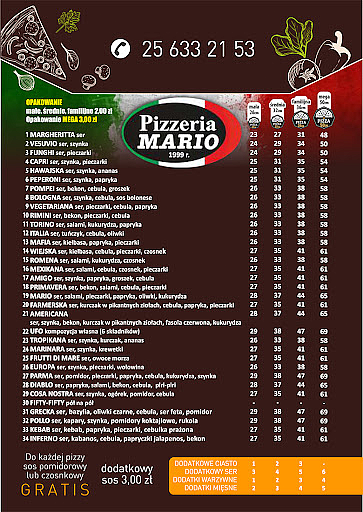 25 633 21 53
OPAKOWANIE
małe, średnie, familijna 2,00 zł
Opakowanie MEGA 3,00 zł
Pizzeria
MARIO
1999 r.
mała
średnia
familijna
mega
1 MARGHERITTA ser 23 27 31 48
2 VESUVIO ser, szynka 24 29 34 50
3 FUNGHI ser, pieczarki 24 29 34 50
4 CAPRI ser, szynka, pieczarki 25 31 35 54
5 HAWAJSKA ser, szynka, ananas 25 31 35 54
6 PEPERONI ser, szynka, papryka 25 31 35 54
7 POMPEJ ser, bekon, cebula, groszek 26 33 38 58
8 BOLOGNA ser, szynka, cebula, sos bolonese 26 33 38 58
9 VEGETARIANA ser, pieczarki, cebula, papryka 26 33 38 58
10 RIMINI ser, bekon, pieczarki, cebula 26 33 38 58
11 TORINO ser, salami, kukurydza, papryka 26 33 38 58
12 ITALIA ser, tuńczyk, cebula, oliwki 26 33 38 58
13 MAFIA ser, kiełbasa, papryka, pieczarki 26 33 38 58
14 WIEJSKA ser, kiełbasa, cebula, pieczarki, czosnek 27 35 41 61
15 ROMENA ser, salami, kukurydza, czosnek 26 33 38 58
16 MEXIKANA ser, salami, cebula, czosnek, pieczarki 27 35 41 61
17 AMIGO ser, szynka, papryka, cebula, pieczarki 27 35 41 61
18 PRIMAVERA ser, bekon, salami, cebula, pieczarki 27 35 41 61
19 MARIO ser, salami, pieczarki, papryka, oliwki, kukurydza 28 37 44 65
20 FARMERSKA ser, kurczak w pikantnych ziołach, cebula, papryka, pieczarki 27 35 41 61
21 AMERICANA 28 37 44 65
ser, szynka, bekon, kurczak w pikantnych ziołach, fasola czerwona, kukurydza
22 UFO kompozycja własna (6 składników) 29 38 47 69
23 TROPIKANA ser, szynka, kurczak, ananas 26 33 38 58
24 MARINARA ser, szynka, krewetki 27 35 41 61
25 FRUTTI DI MARE ser, owoce morza 27 35 41 61
26 EUROPA ser, szynka, pieczarki, wołowina 26 33 38 58
27 PARMA ser, pomidor, pieczarki, papryka, cebula, kukurydza, szynka 29 38 47 69
28 DIABLO ser, papryka, salami, bekon, cebula, piri-piri 28 37 44 65
29 COSA NOSTRA ser, szynka, ogórek, pomidor, cebula 27 35 41 61
30 FIFTY-FIFTY pół na pół - - - -
31 GRECKA ser, bazylia, oliwki czarne, cebula, ser feta, pomidor 29 38 47 69
32 POLLO ser, kapary, szynka, pomidory koktajlowe, rukola 29 38 47 69
33 KEBAB ser, kebab, papryka, pieczarki, cebulka prażona 27 35 41 61
34 INFERNO ser, kabanos, cebula, papryczki jalapenos, bekon 27 35 41 61
Do każdej pizzy
sos pomidorowy
lub czosnkowy
GRATIS
dodatkowy
sos 3,00 zł
DODATKOWE CIASTO 1 2 3 -
DODATKOWY SER 3 4 5 6
DODATKI WARZYWNE 1 2 3 4
DODATKI MIĘSNE 2 3 4 5